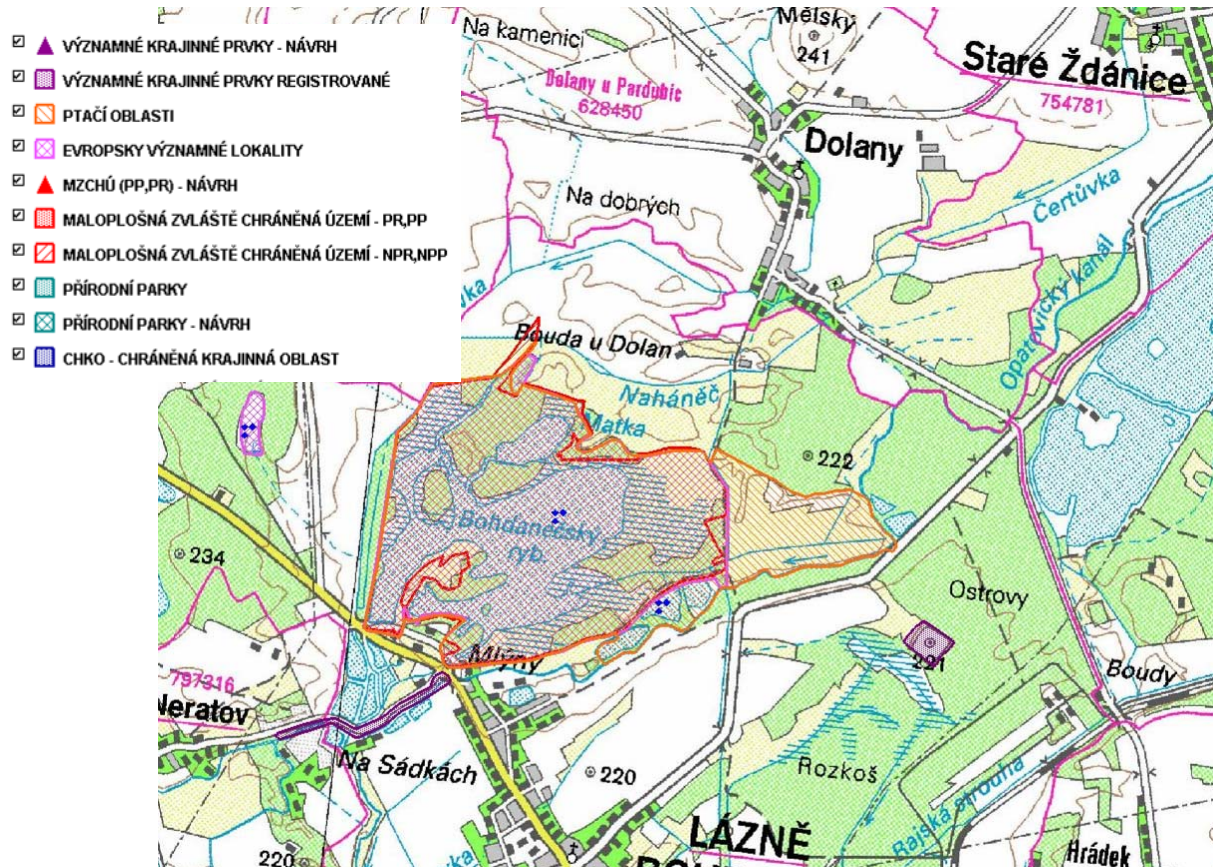 VÝZNAMNÉ KRAJINNÉ PRVKY - NÁVRH
VÝZNAMNÉ KRAJINNÉ PRVKY REGISTROVANÉ
PTAČÍ OBLASTI
EVROPSKY VÝZNAMNÉ LOKALITY
MZCHÚ (PP,PR) - NÁVRH
MALOPLOŠNÁ ZVLÁŠTĚ CHRÁNĚNÁ ÚZEMÍ - PR,PP
MALOPLOŠNÁ ZVLÁŠTĚ CHRÁNĚNÁ ÚZEMÍ - NPR,NPP
PŘÍRODNÍ PARKY
PŘÍRODNÍ PARKY - NÁVRH
CHKO - CHRÁNĚNÁ KRAJINNÁ OBLAST
Na kamenici
Mělský
241
Staré Ždánice
754781
Dolany u Pardubic
628450
Dolany
Na dobrých
Čertůvka
Opatovický kanál
vka
Bouda u Dolan
Naháněč
Matka
222
Bohdanečský
ryb.
234
Ostrovy
221
Mlýny
797316
Neratov
Boudy
Na Sádkách
220
Rozkoš
Rajská strouha
LÁZNĚ
Hrádek
220